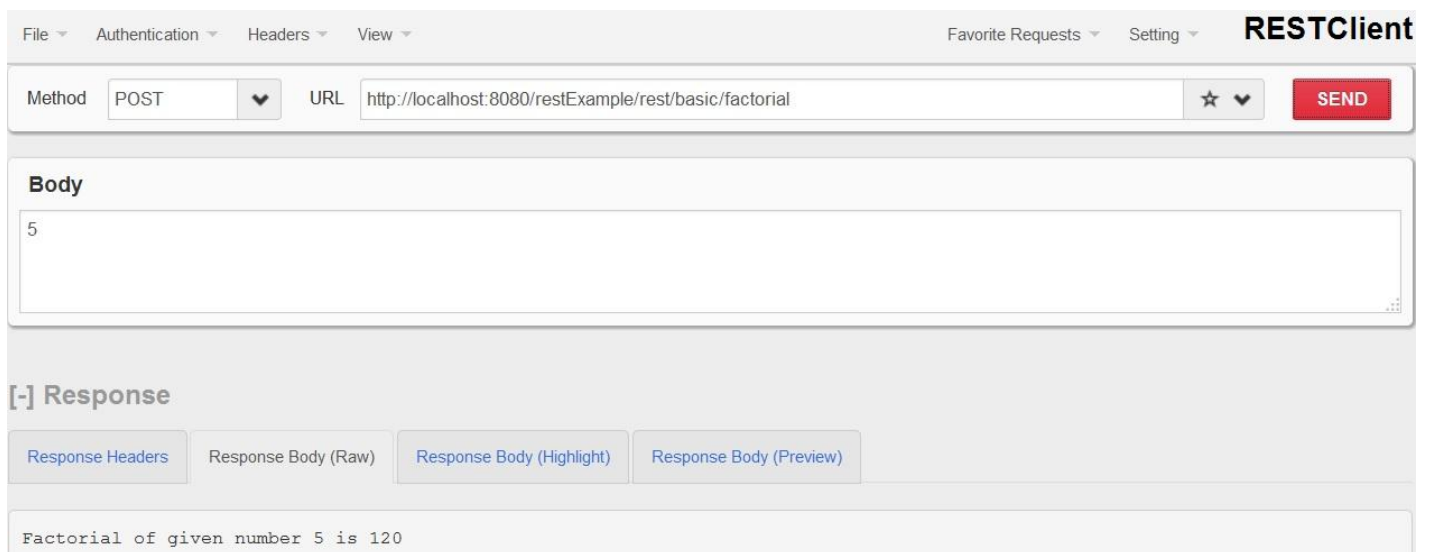 File Authentication Headers View Favorite Requests Setting RESTClient
Method POST URL http://localhost:8080/restExample/rest/basic/factorial SEND
Body
5
[-] Response
Response Headers Response Body (Raw) Response Body (Highlight) Response Body (Preview)
Factorial of given number 5 is 120